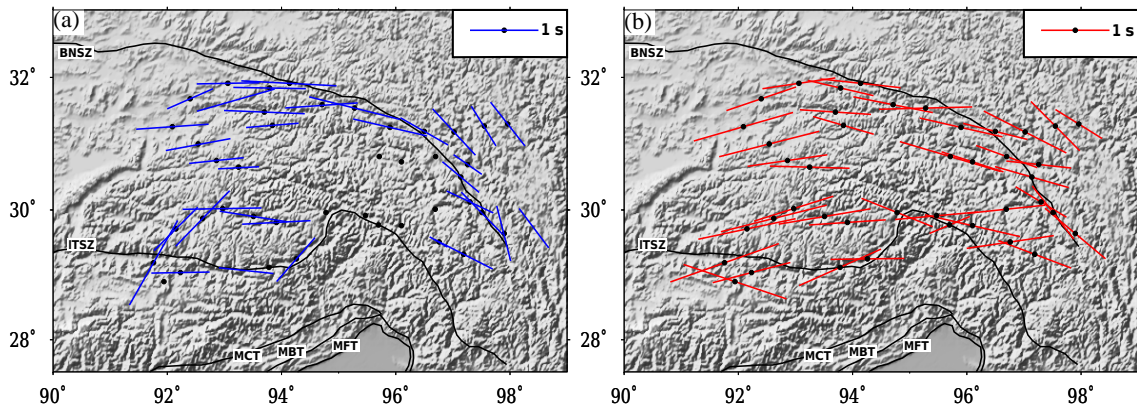 (a)
1 s
BNSZ
32˚
30˚
ITSZ
28˚
MCT
MBT
MFT
90˚
92
94
96
98
(b)
1 s
BNSZ
32˚
30˚
ITSZ
28˚
MCT
MBT
MFT
90˚
92
94
96
98